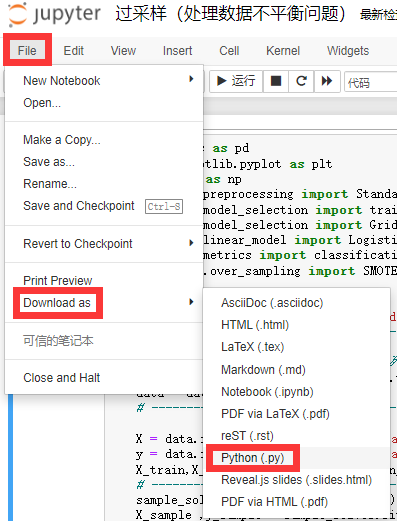 jupyter 过采样（处理数据不平衡问题） 最新检
File Edit View Insert Cell Kernel Widgets
New Notebook
Open...
运行 代码
Make a Copy...
Save as...
Rename...
Save and Checkpoint Ctrl-S
Revert to Checkpoint
Print Preview
Download as
可信的笔记本
Close and Halt
as pd
otlib.pyplot as plt
as np
preprocessing import Standa
model_selection import trai
model_selection import Grid
linear_model import Logisti
metrics import classificati
.over_sampling import SMOTE
AsciiDoc (.asciidoc)
HTML (.html)
LaTeX (.tex)
Markdown (.md)
Notebook (.ipynb)
PDF via LaTeX (.pdf)
reST (.rst)
Python (.py)
Reveal.js slides (.slides.html)
PDF via HTML (.pdf)
X = data.
y = data.
X_train,X_
sample_sol